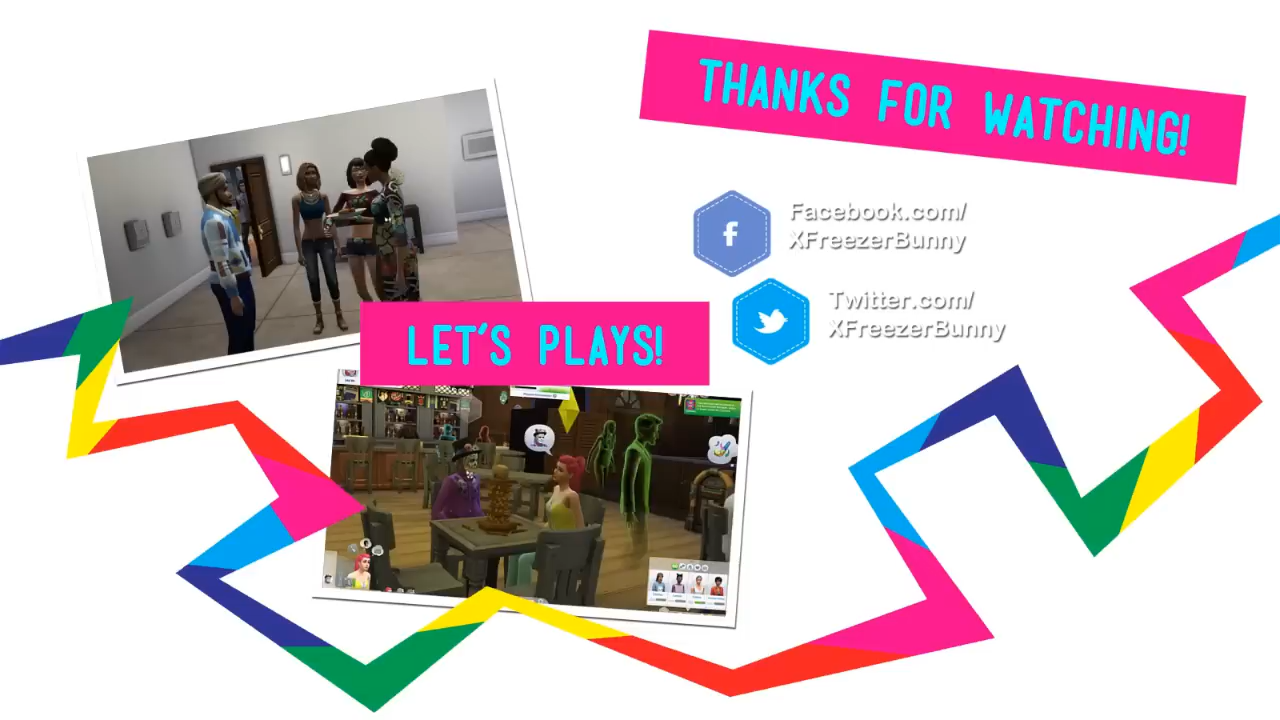 THANKS FOR WATCHING!
Facebook.com/
XFreezerBunny
Twitter.com/
XFreezerBunny
LET'S PLAYS!